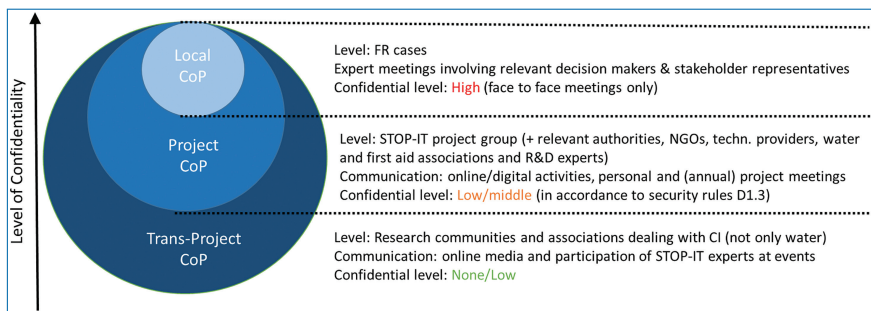 Level of Confidentiality
Local
CoP
Level: FR cases
Expert meetings involving relevant decision makers & stakeholder representatives
Confidential level: High (face to face meetings only)
Project
CoP
Level: STOP-IT project group (+ relevant authorities, NGOs, techn. providers, water
and first aid associations and R&D experts)
Communication: online/digital activities, personal and (annual) project meetings
Confidential level: Low/middle (in accordance to security rules D1.3)
Trans-Project
CoP
Level: Research communities and associations dealing with CI (not only water)
Communication: online media and participation of STOP-IT experts at events
Confidential level: None/Low